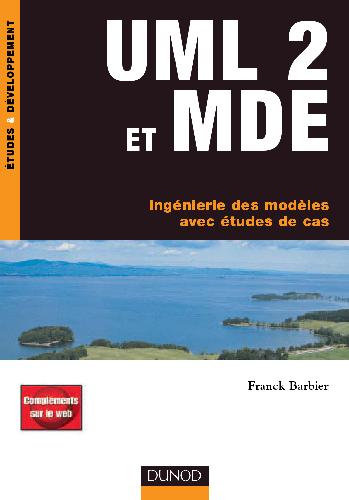 ÉTUDES & DÉVELOPPEMENT
UML 2
ET MDE
Ingénierie des modèles
avec études de cas
Franck Barbier
Compléments
sur le web
DUNOD